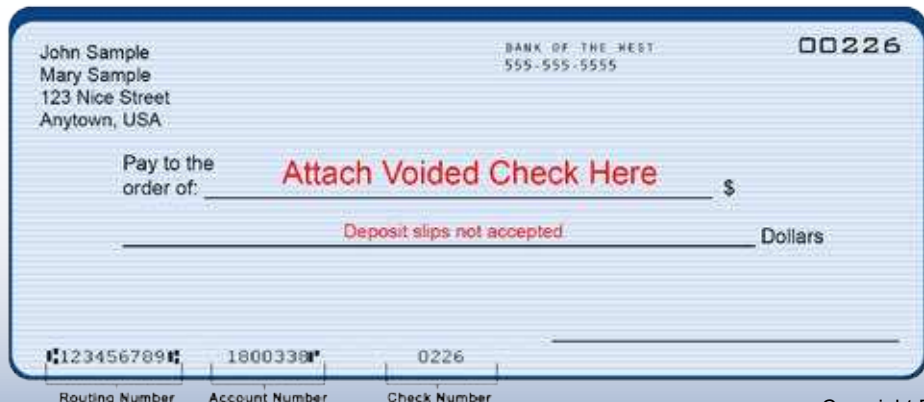 John Sample
Mary Sample
123 Nice Street
Anytown, USA
BANK OF THE WEST
555-555-5555
00226
Pay to the
order of:
Attach Voided Check Here
$
Deposit slips not accepted
Dollars
⑆123456789⑆ 1800338⑈ 0226
Routing Number Account Number Check Number